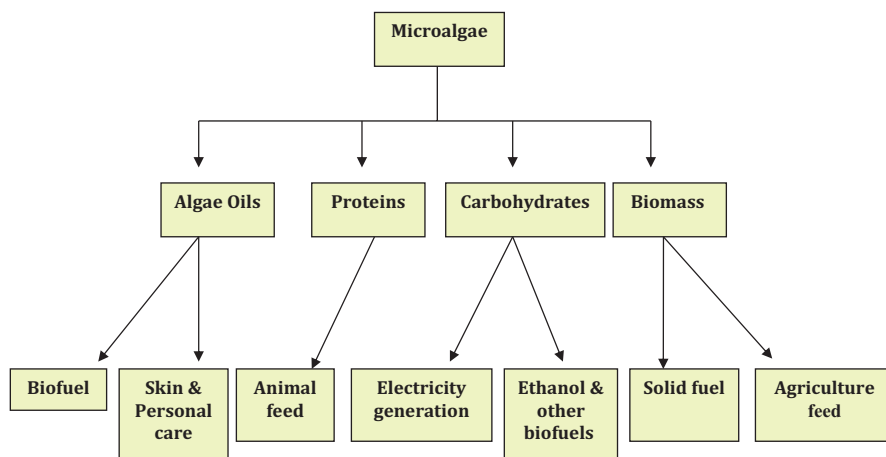 Microalgae
Algae Oils
Proteins
Carbohydrates
Biomass
Biofuel
Skin &
Personal
care
Animal
feed
Electricity
generation
Ethanol &
other
biofuels
Solid fuel
Agriculture
feed